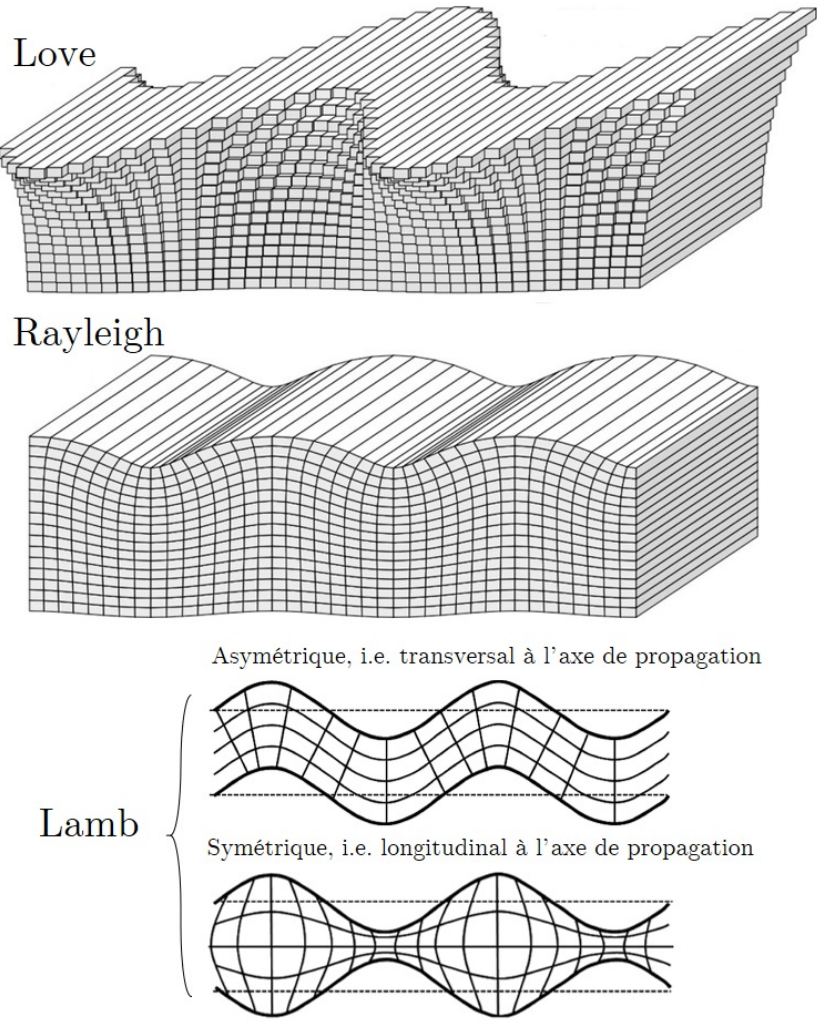 Love
Rayleigh
Asymétrique, i.e. transversal à l'axe de propagation
Lamb
Symétrique, i.e. longitudinal à l'axe de propagation